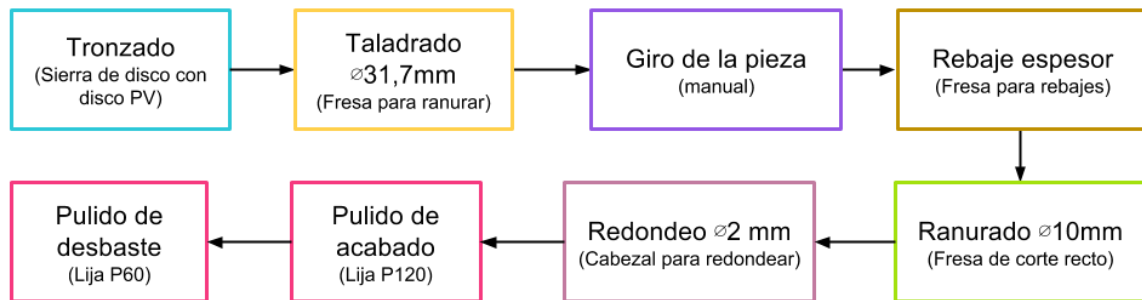 Tronzado
(Sierra de disco con
disco PV)
Taladrado
∅31,7mm
(Fresa para ranurar)
Giro de la pieza
(manual)
Rebaje espesor
(Fresa para rebajes)
Ranurado ∅10mm
(Fresa de corte recto)
Redondeo ∅2 mm
(Cabezal para redondear)
Pulido de
acabado
(Lija P120)
Pulido de
desbaste
(Lija P60)